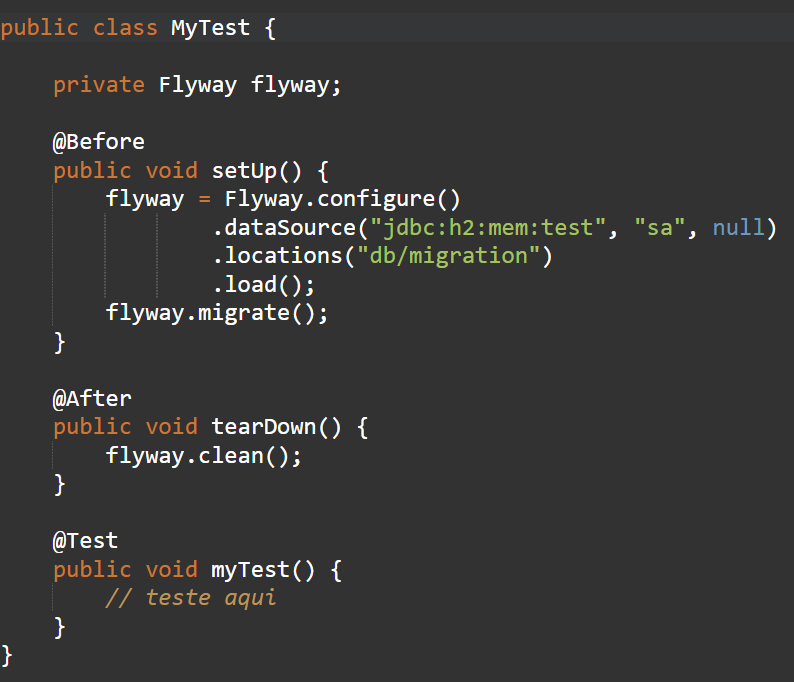 public class MyTest {
private Flyway flyway;
@Before
public void setUp() {
flyway = Flyway.configure()
.dataSource("jdbc:h2:mem:test", "sa", null)
.locations("db/migration")
.load();
flyway.migrate();
}
@After
public void tearDown() {
flyway.clean();
}
@Test
public void myTest() {
// teste aqui
}
}